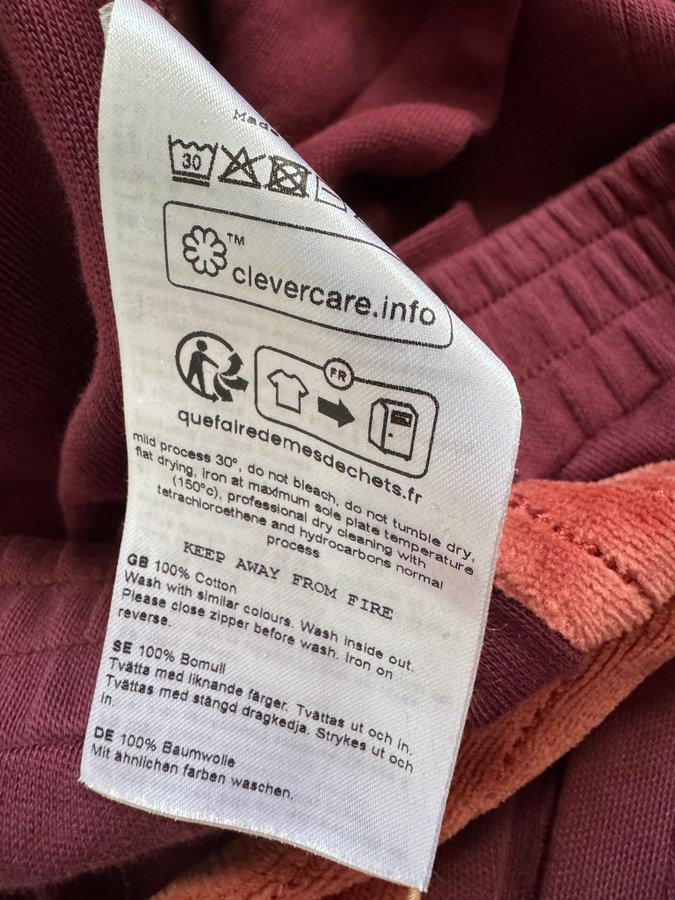 30
TM
clevercare.info
FR
quefairedemesdechets.fr
mild process 30°, do not bleach, do not tumble dry,
flat drying, iron at maximum sole plate temperature
(150°c), professional dry cleaning with
tetrachloroethene and hydrocarbons normal
process
KEEP AWAY FROM FIRE
GB 100% Cotton
Wash with similar colours. Wash inside out.
Please close zipper before wash. Iron on
reverse.
SE 100% Bomull
Tvätta med liknande färger. Tvättas ut och in.
Tvättas med stängd dragkedja. Strykes ut och
in.
DE 100% Baumwolle
Mit ähnlichen farben waschen.